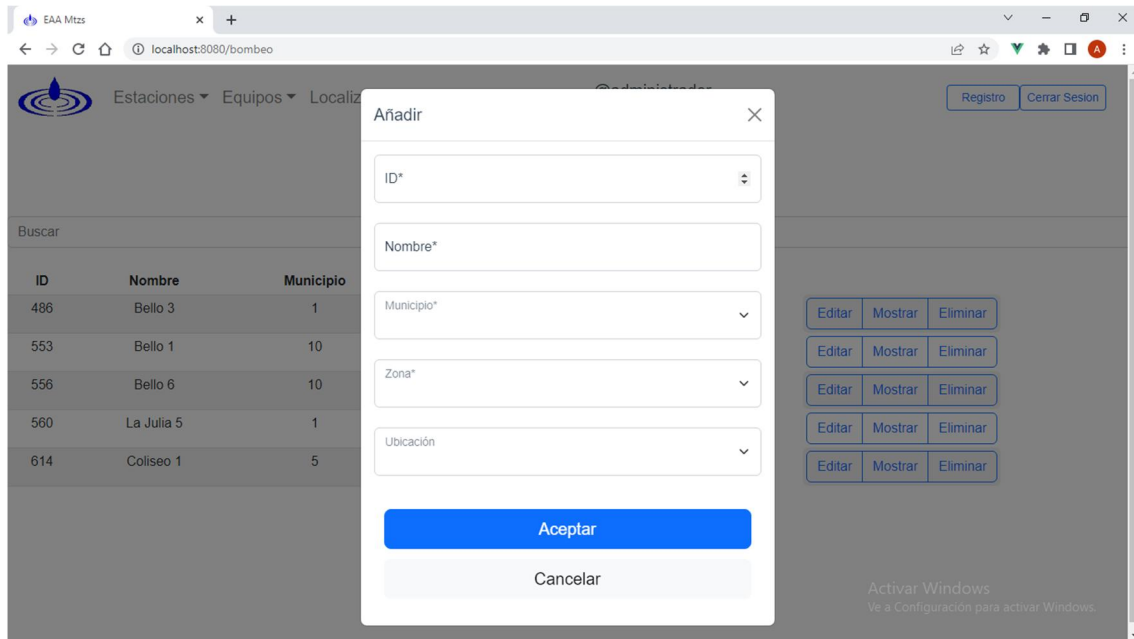 EAA Mtzs
localhost:8080/bombeo
A
Estaciones Equipos Localiz
@administrador
Registro Cerrar Sesion
Añadir
ID*
Nombre*
Municipio*
Zona*
Ubicación
Aceptar
Cancelar
Buscar
ID Nombre Municipio
486 Bello 3 1 Editar Mostrar Eliminar
553 Bello 1 10 Editar Mostrar Eliminar
556 Bello 6 10 Editar Mostrar Eliminar
560 La Julia 5 1 Editar Mostrar Eliminar
614 Coliseo 1 5 Editar Mostrar Eliminar
Activar Windows
Ve a Configuración para activar Windows.